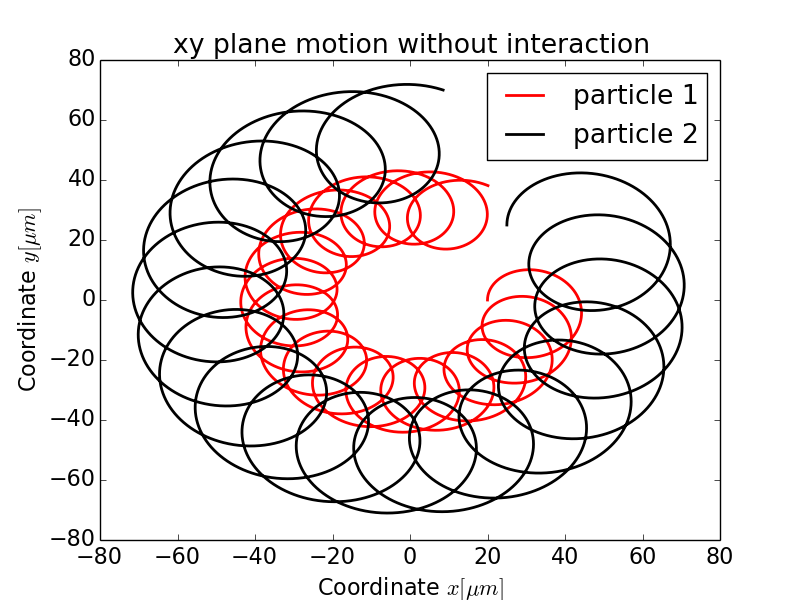 xy plane motion without interaction
particle 1
particle 2
80
60
40
20
0
−20
−40
−60
−80
Coordinate y[μm]
−80 −60 −40 −20 0 20 40 60 80
Coordinate x[μm]